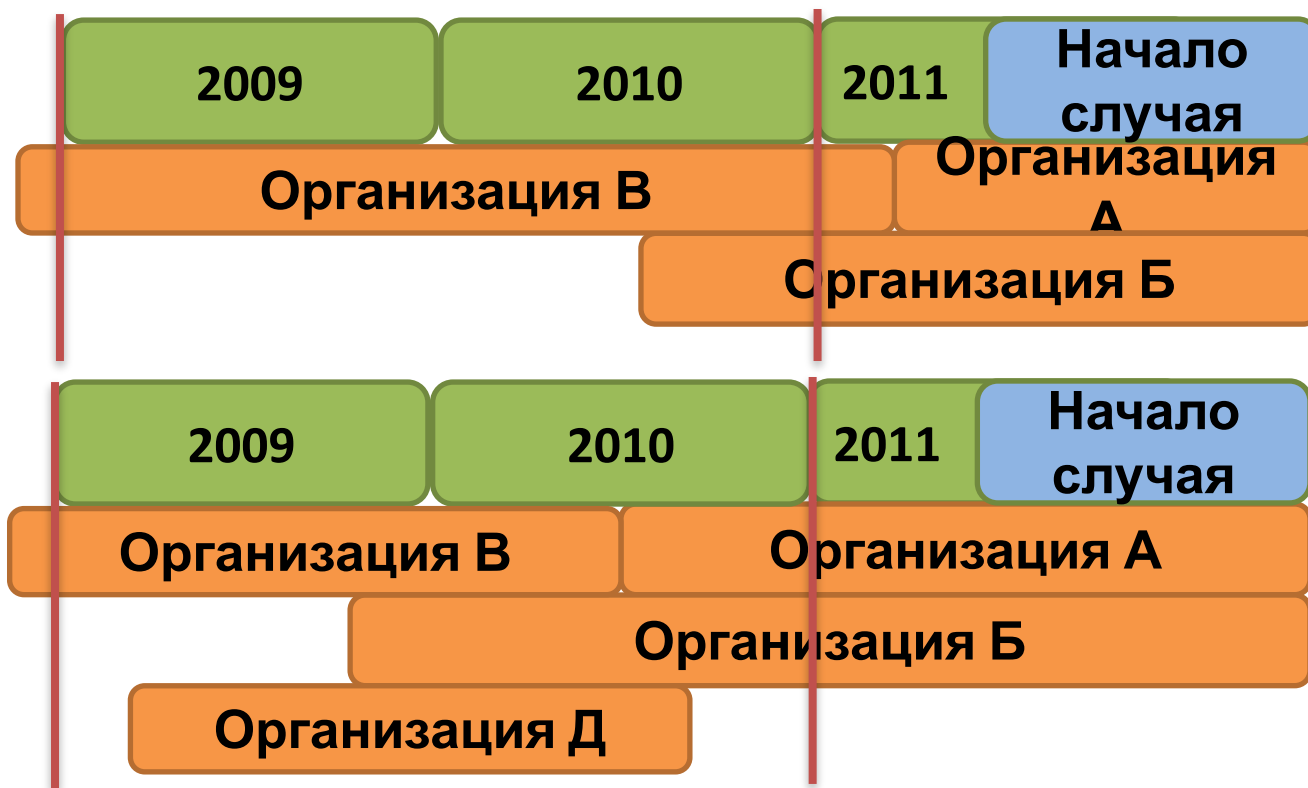 2009 2010 2011 Начало
случая
Организация В Организация
А
Организация Б
2009 2010 2011 Начало
случая
Организация В Организация А
Организация Б
Организация Д